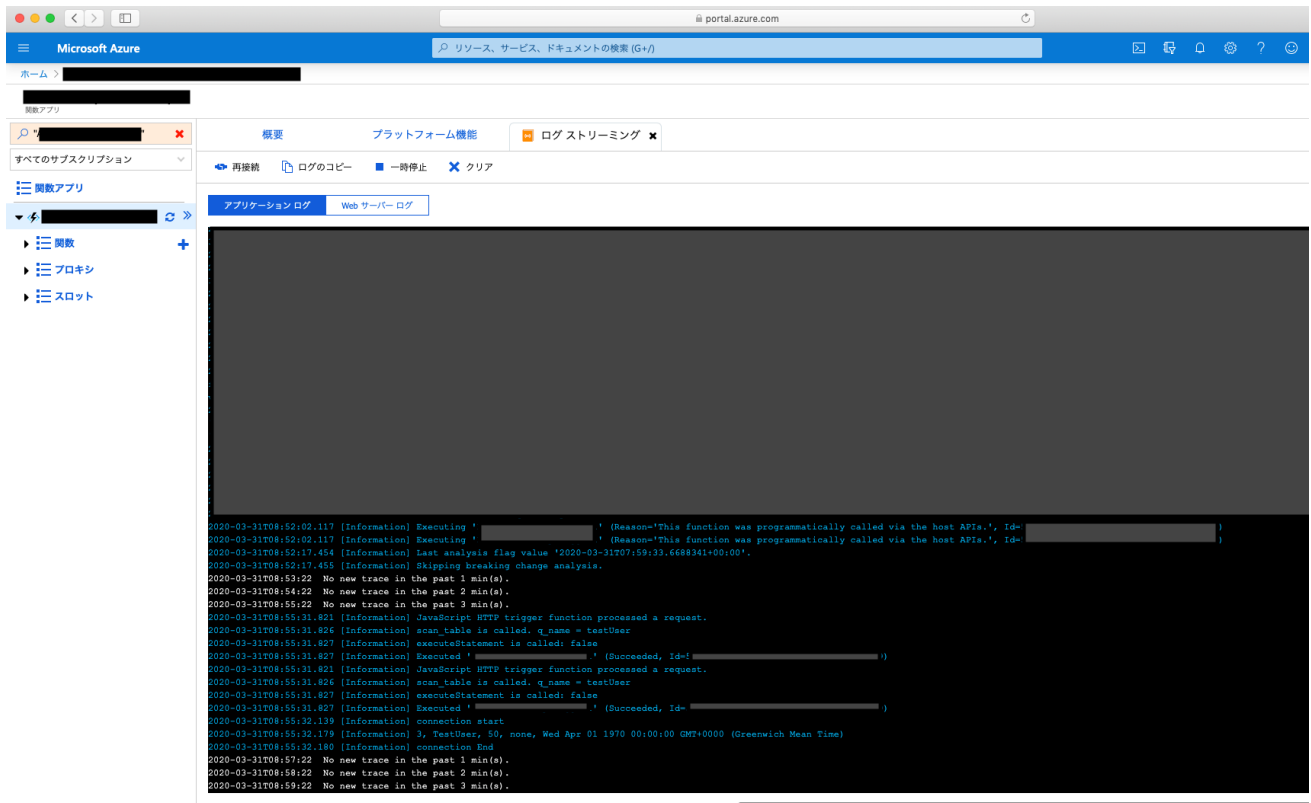 portal.azure.com
Microsoft Azure
リソース、サービス、ドキュメントの検索 (G+/)
ホーム >
関数アプリ
"/ "
すべてのサブスクリプション
関数アプリ
関数
プロキシ
スロット
概要 プラットフォーム機能 ログ ストリーミング
再接続 ログのコピー 一時停止 クリア
アプリケーション ログ Web サーバー ログ
2020-03-31T08:52:02.117 [Information] Executing ' ' (Reason='This function was programmatically called via the host APIs.', Id= )
2020-03-31T08:52:02.117 [Information] Executing ' ' (Reason='This function was programmatically called via the host APIs.', Id= )
2020-03-31T08:52:17.454 [Information] Last analysis flag value '2020-03-31T07:59:33.6688341+00:00'.
2020-03-31T08:52:17.455 [Information] Skipping breaking change analysis.
2020-03-31T08:53:22 No new trace in the past 1 min(s).
2020-03-31T08:54:22 No new trace in the past 2 min(s).
2020-03-31T08:55:22 No new trace in the past 3 min(s).
2020-03-31T08:55:31.821 [Information] JavaScript HTTP trigger function processed a request.
2020-03-31T08:55:31.826 [Information] scan_table is called. q_name = testUser
2020-03-31T08:55:31.827 [Information] executeStatement is called: false
2020-03-31T08:55:31.827 [Information] Executed ' ' (Succeeded, Id= )
2020-03-31T08:55:31.821 [Information] JavaScript HTTP trigger function processed a request.
2020-03-31T08:55:31.826 [Information] scan_table is called. q_name = testUser
2020-03-31T08:55:31.827 [Information] executeStatement is called: false
2020-03-31T08:55:31.827 [Information] Executed ' ' (Succeeded, Id= )
2020-03-31T08:55:32.139 [Information] connection start
2020-03-31T08:55:32.179 [Information] 3, TestUser, 50, none, Wed Apr 01 1970 00:00:00 GMT+0000 (Greenwich Mean Time)
2020-03-31T08:55:32.180 [Information] connection End
2020-03-31T08:57:22 No new trace in the past 1 min(s).
2020-03-31T08:58:22 No new trace in the past 2 min(s).
2020-03-31T08:59:22 No new trace in the past 3 min(s).